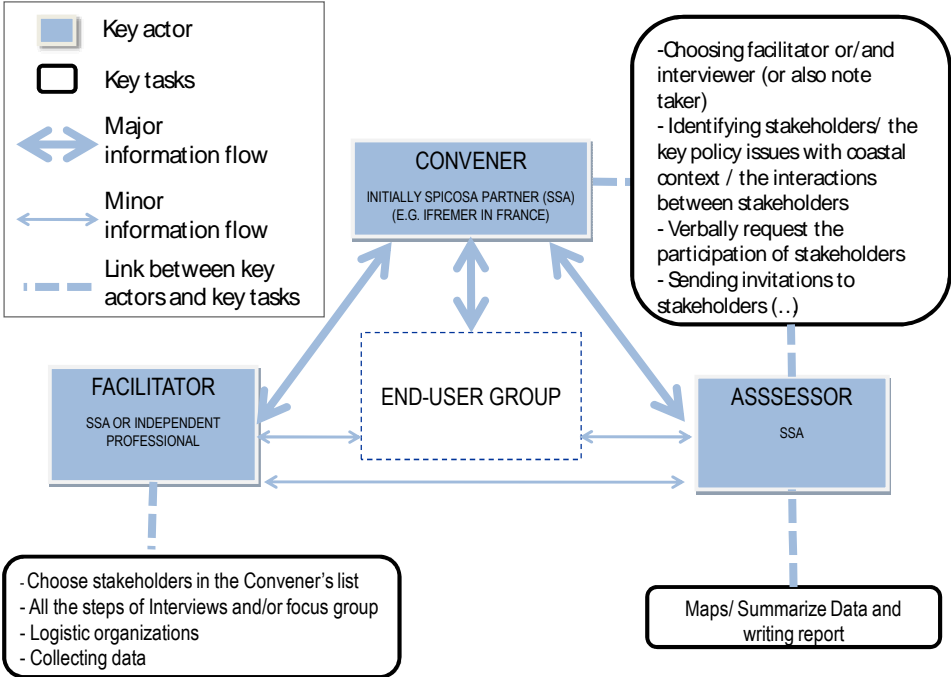 Key actor
Key tasks
Major
information flow
Minor
information flow
Link between key
actors and key tasks
-Choosing facilitator or/and
interviewer (or also note
taker)
- Identifying stakeholders/ the
key policy issues with coastal
context / the interactions
between stakeholders
- Verbally request the
participation of stakeholders
- Sending invitations to
stakeholders (…)
CONVENER
INITIALLY SPICOSA PARTNER (SSA)
(E.G. IFREMER IN FRANCE)
FACILITATOR
SSA OR INDEPENDENT
PROFESSIONAL
END-USER GROUP
ASSSESSOR
SSA
- Choose stakeholders in the Convener's list
- All the steps of Interviews and/or focus group
- Logistic organizations
- Collecting data
Maps/ Summarize Data and
writing report